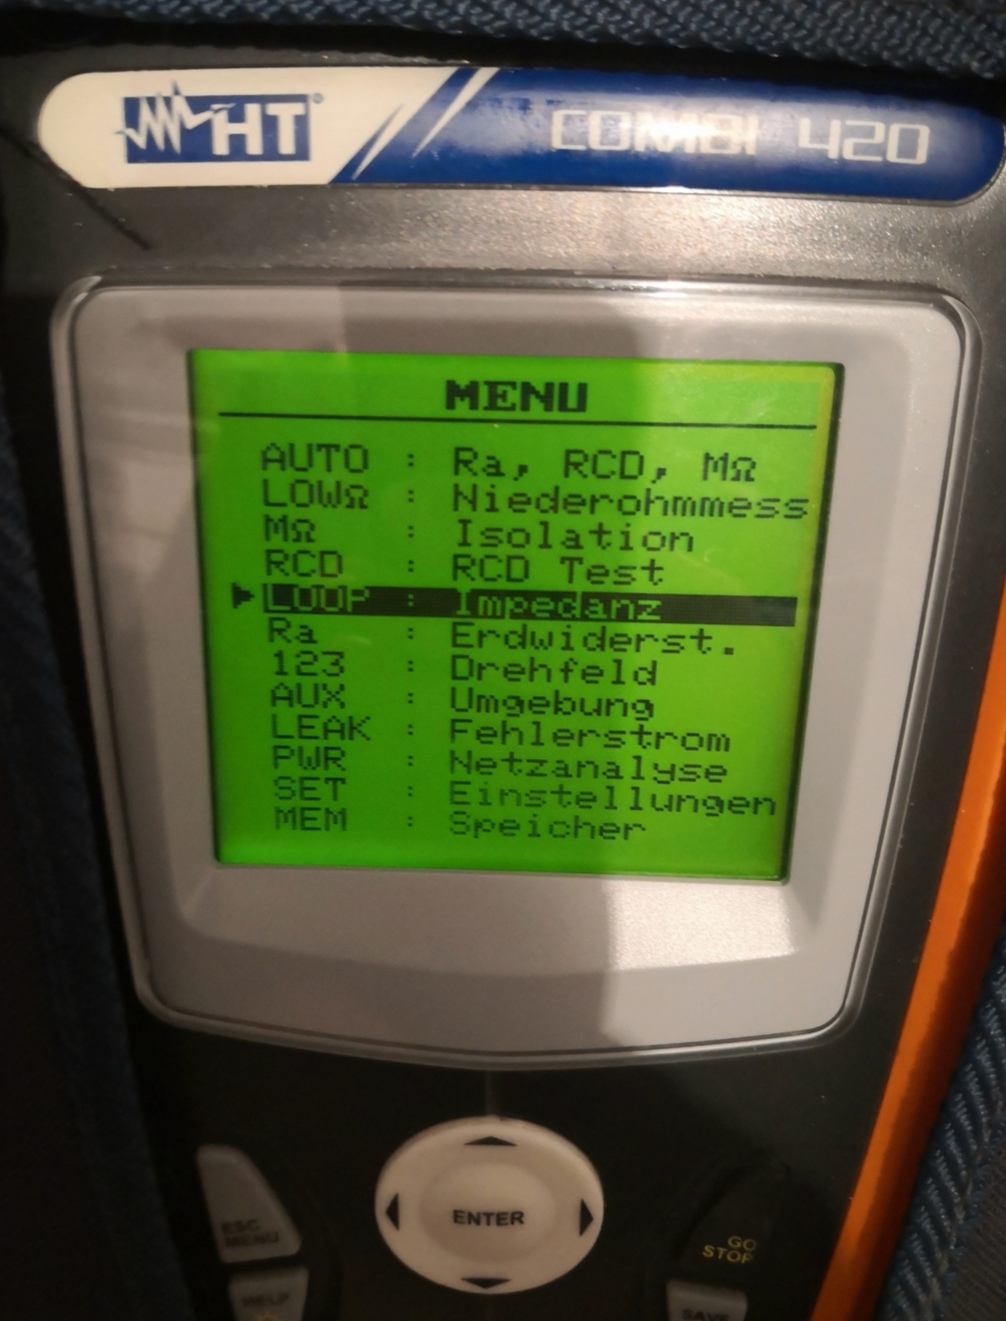 HT
COMBI 420
MENU
AUTO : Ra, RCD, MΩ
LOWΩ : Niederohmmess
MΩ : Isolation
RCD : RCD Test
LOOP : Impedanz
Ra : Erdwiderst.
123 : Drehfeld
AUX : Umgebung
LEAK : Fehlerstrom
PWR : Netzanalyse
SET : Einstellungen
MEM : Speicher
ESC
MENU
ENTER
GO
STOP
HELP
SAVE